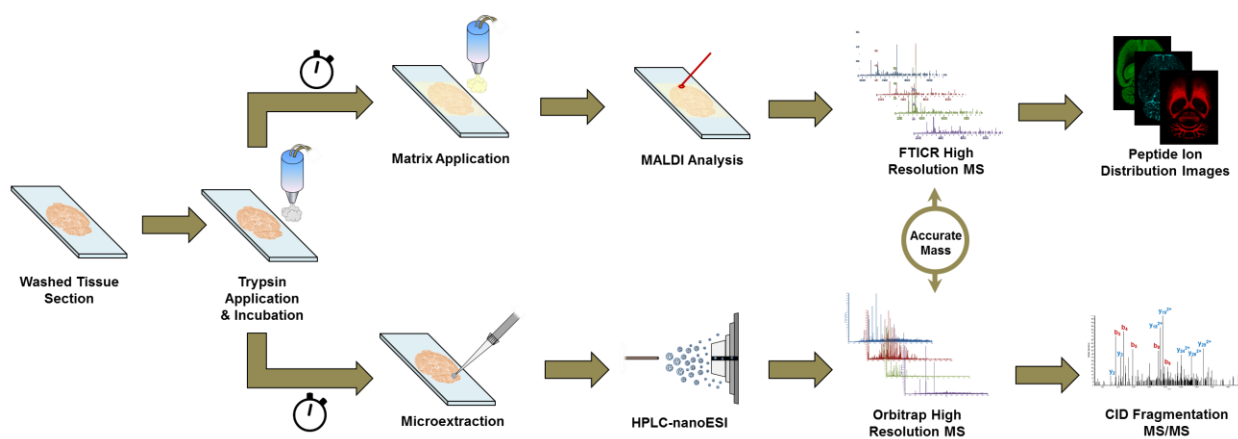 Matrix Application
MALDI Analysis
FTICR High
Resolution MS
Peptide Ion
Distribution Images
Washed Tissue
Section
Trypsin
Application
& Incubation
Accurate
Mass
Microextraction
HPLC-nanoESI
Orbitrap High
Resolution MS
CID Fragmentation
MS/MS